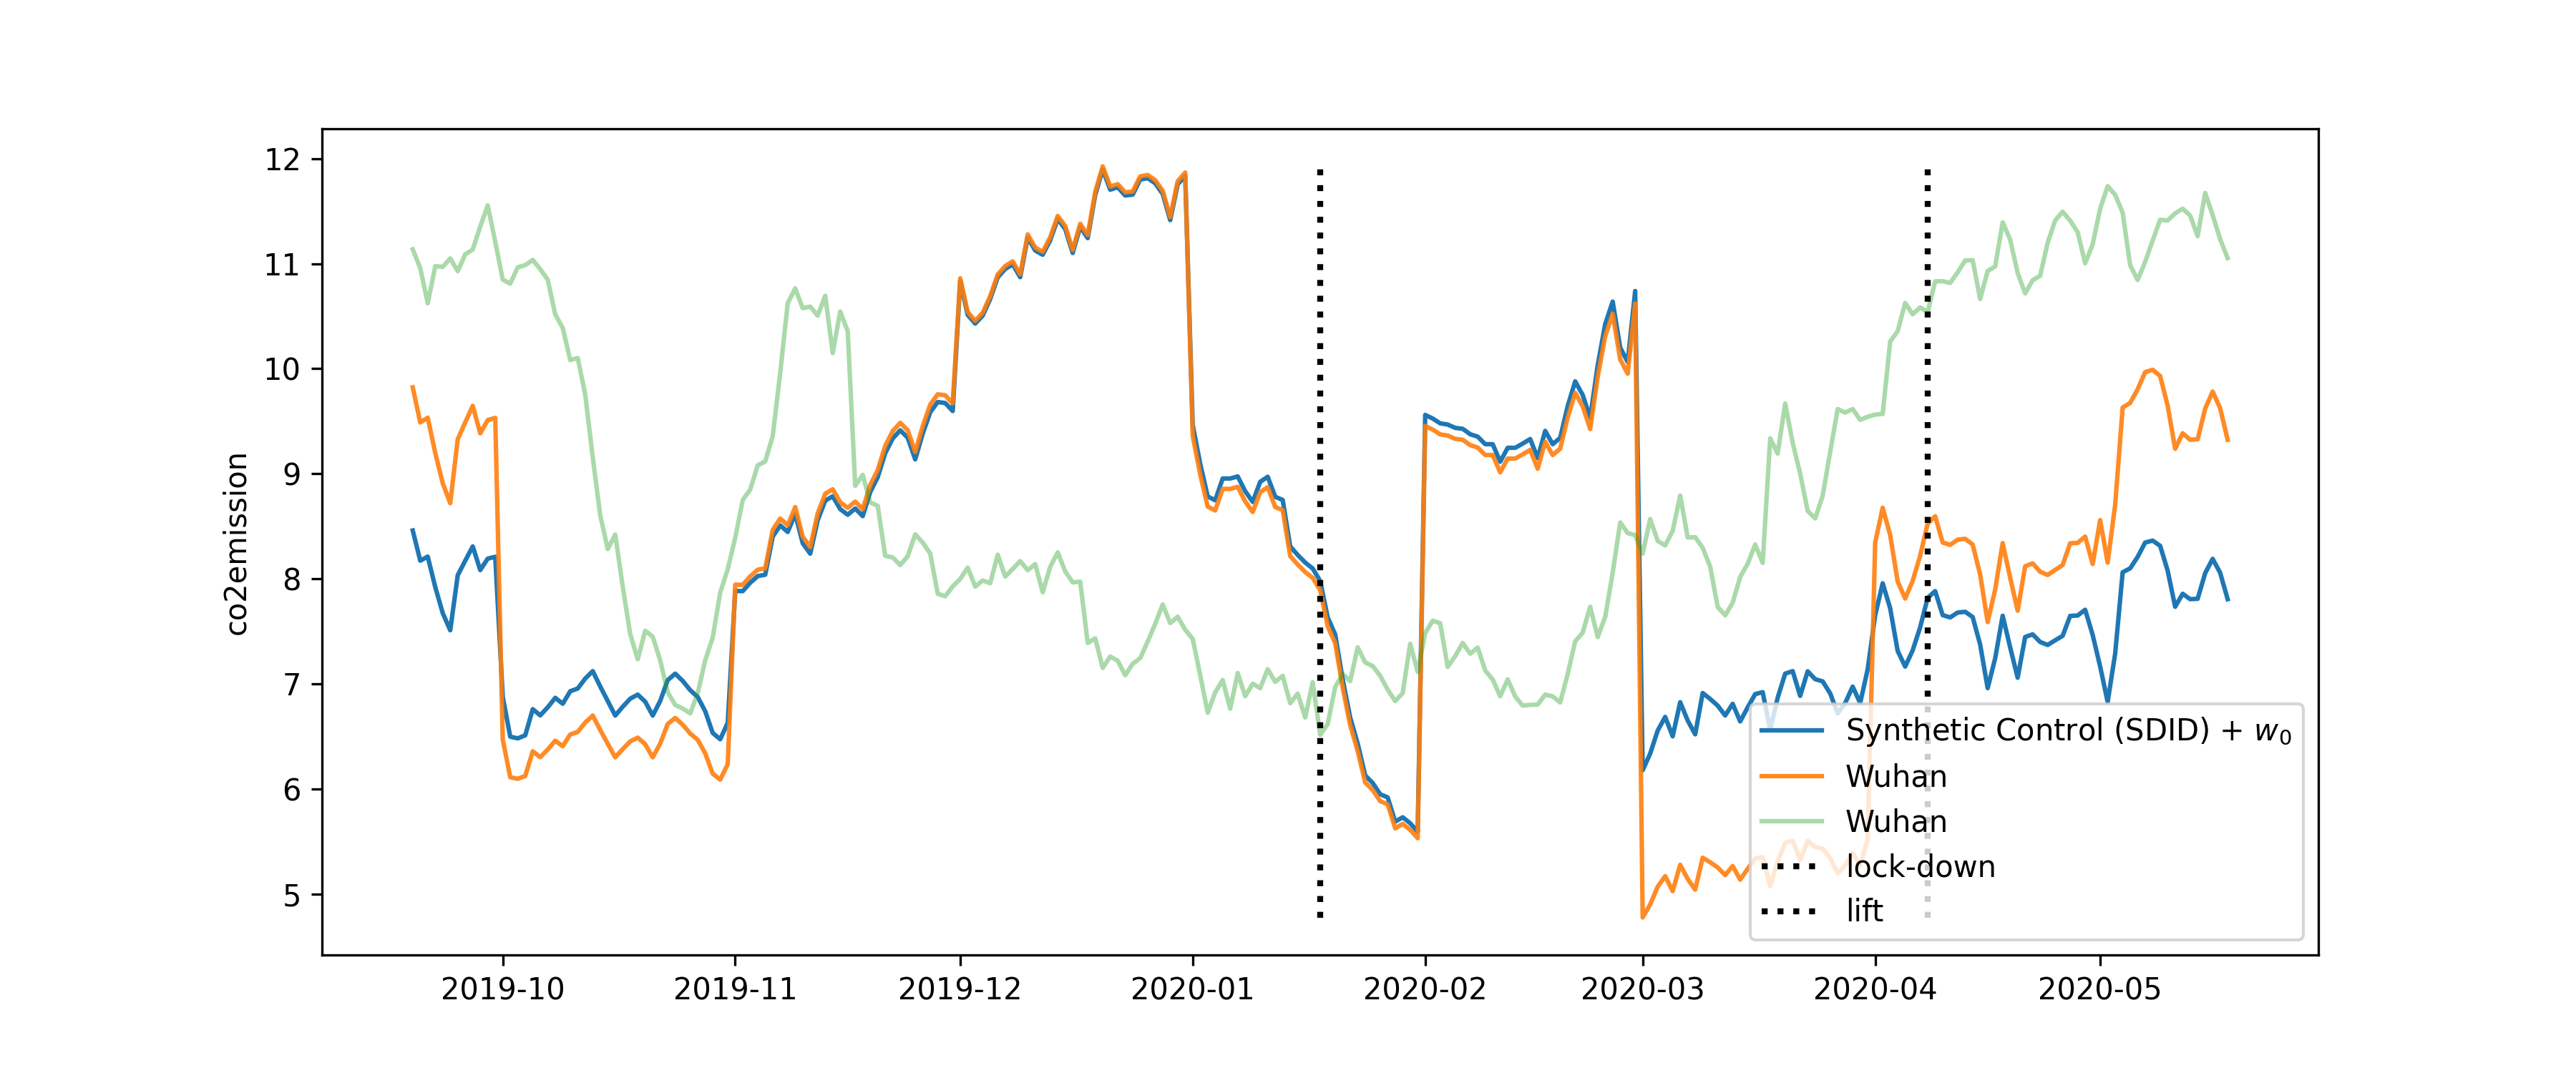 12
11
10
9
8
7
6
5
co2emission
2019-10 2019-11 2019-12 2020-01 2020-02 2020-03 2020-04 2020-05
Synthetic Control (SDID) + w₀
Wuhan
Wuhan
lock-down
lift